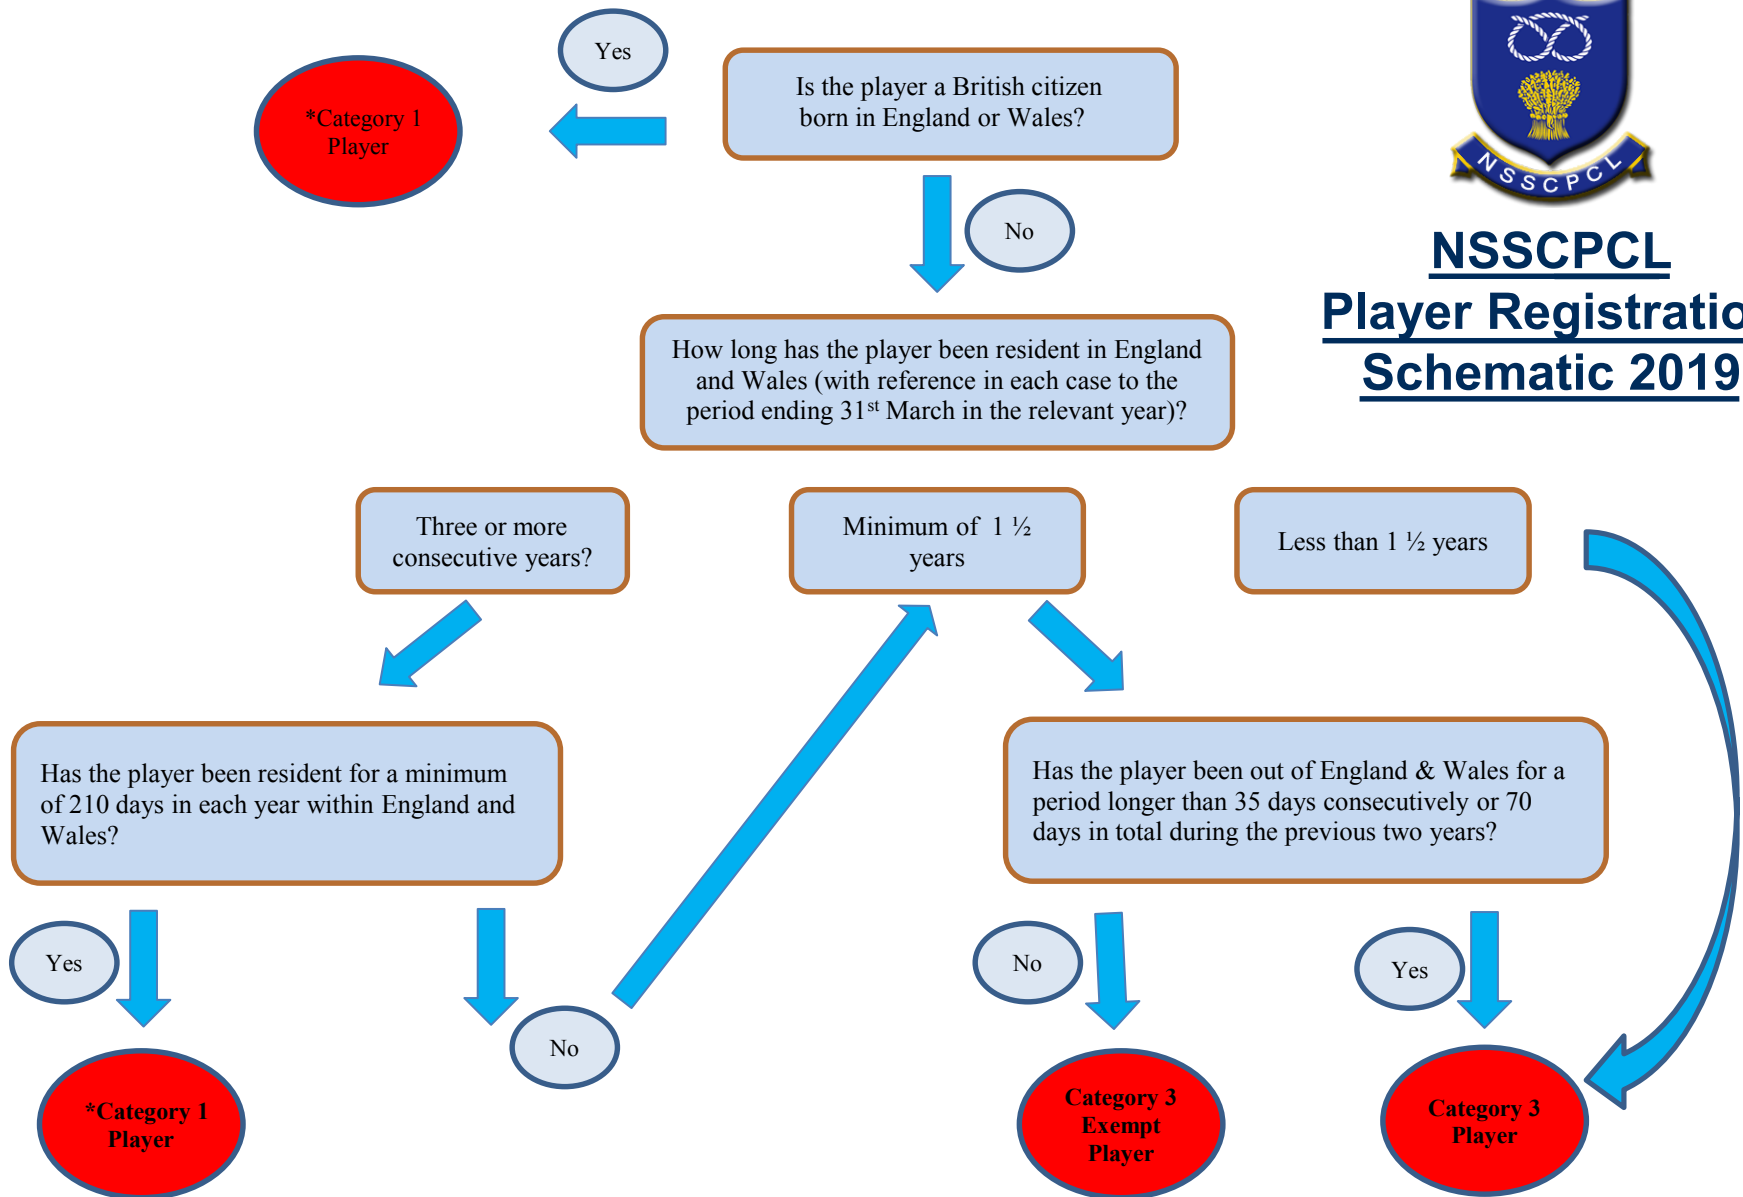 Yes
*Category 1
Player
Is the player a British citizen
born in England or Wales?
No
NSSCPCL
NSSCPCL
Player Registratio
Schematic 2019
How long has the player been resident in England
and Wales (with reference in each case to the
period ending 31st March in the relevant year)?
Three or more
consecutive years?
Minimum of 1 ½
years
Less than 1 ½ years
Has the player been resident for a minimum
of 210 days in each year within England and
Wales?
Has the player been out of England & Wales for a
period longer than 35 days consecutively or 70
days in total during the previous two years?
Yes
No
No
Yes
*Category 1
Player
Category 3
Exempt
Player
Category 3
Player